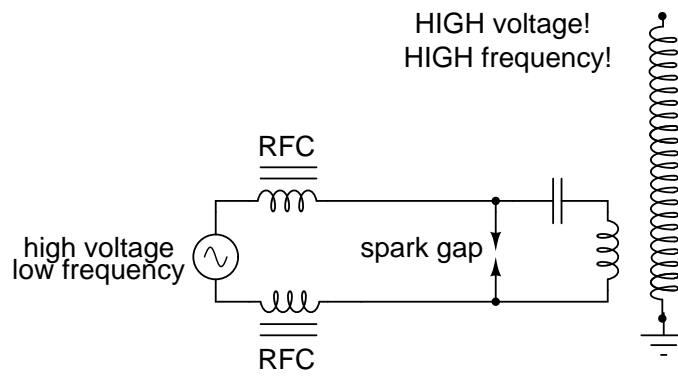 HIGH voltage!
HIGH frequency!
RFC
high voltage
low frequency
spark gap
RFC